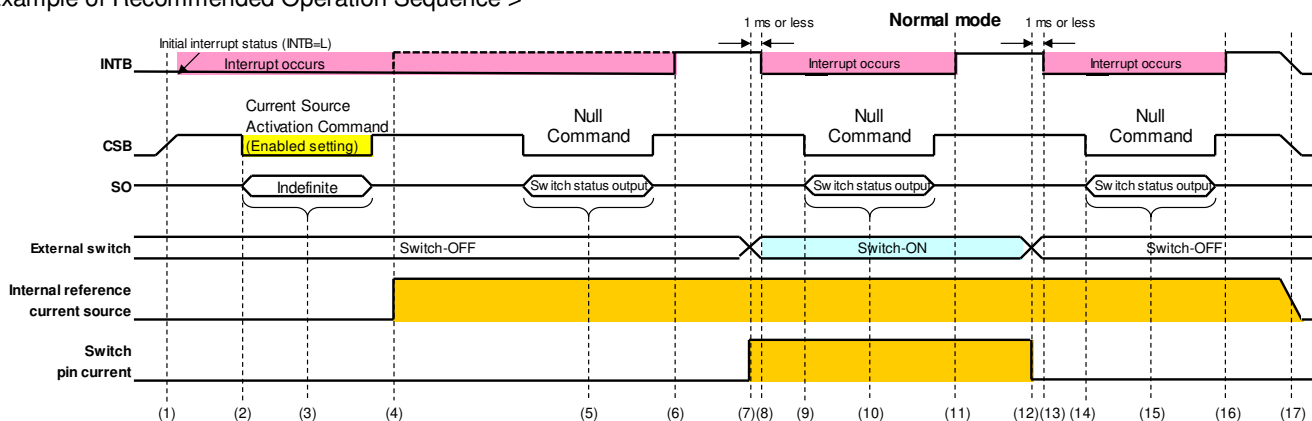 xample of Recommended Operation Sequence >
1 ms or less
Normal mode
1 ms or less
Initial interrupt status (INTB=L)
INTB
Interrupt occurs
Interrupt occurs
Interrupt occurs
Current Source
Activation Command
(Enabled setting)
Null
Command
Null
Command
Null
Command
CSB
SO
Indefinite
Switch status output
Switch status output
Switch status output
External switch
Switch-OFF
Switch-ON
Switch-OFF
Internal reference
current source
Switch
pin current
(1) (2) (3) (4) (5) (6) (7) (8) (9) (10) (11) (12) (13) (14) (15) (16) (17)